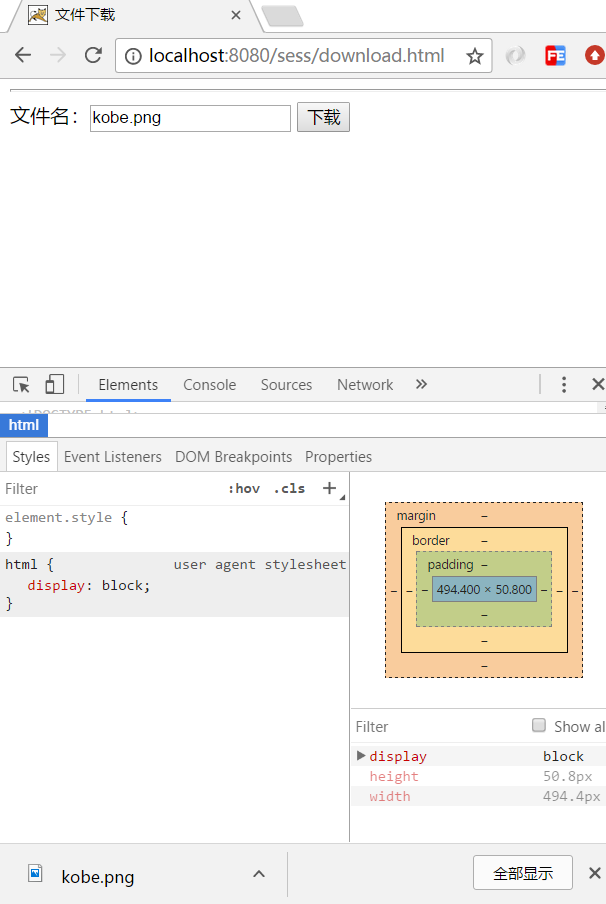 文件下载
localhost:8080/sess/download.html
FE
文件名： kobe.png 下载
Elements Console Sources Network »
html
Styles Event Listeners DOM Breakpoints Properties
Filter :hov .cls +
element.style {
}
html { user agent stylesheet
display: block;
}
margin –
border –
padding –
– – – 494.400 × 50.800 – – –
–
–
–
Filter Show al
display block
height 50.8px
width 494.4px
kobe.png 全部显示